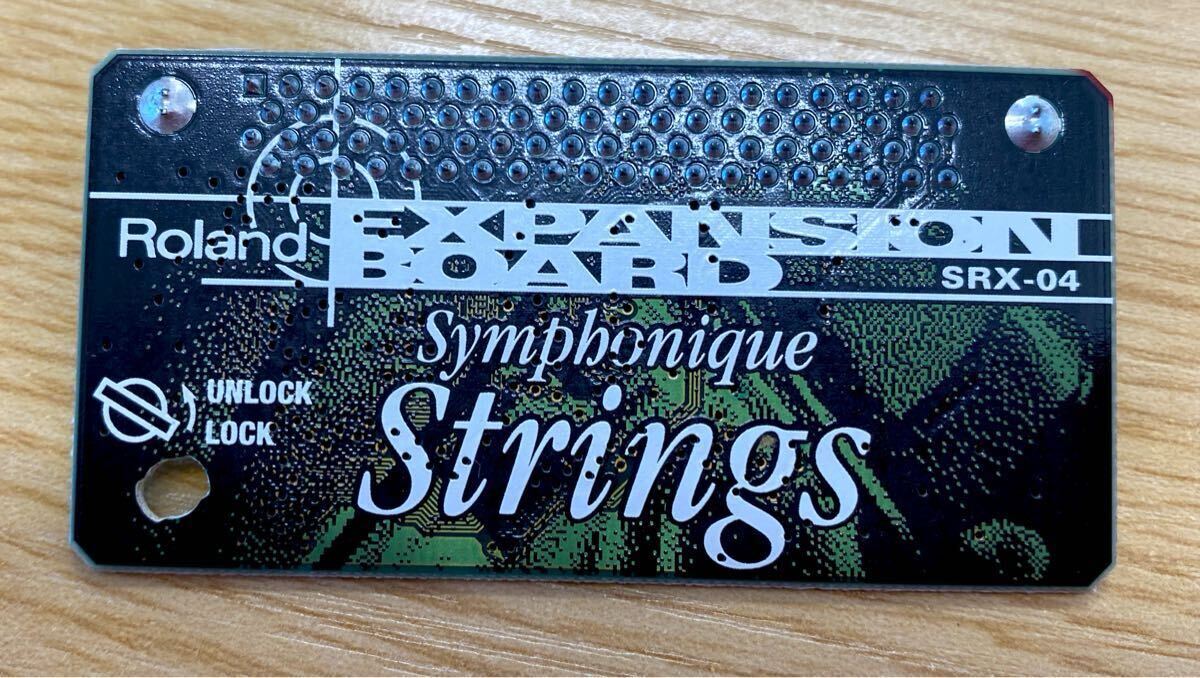 Roland
EXPANSION
BOARD
SRX-04
Symphonique
Strings
UNLOCK
LOCK